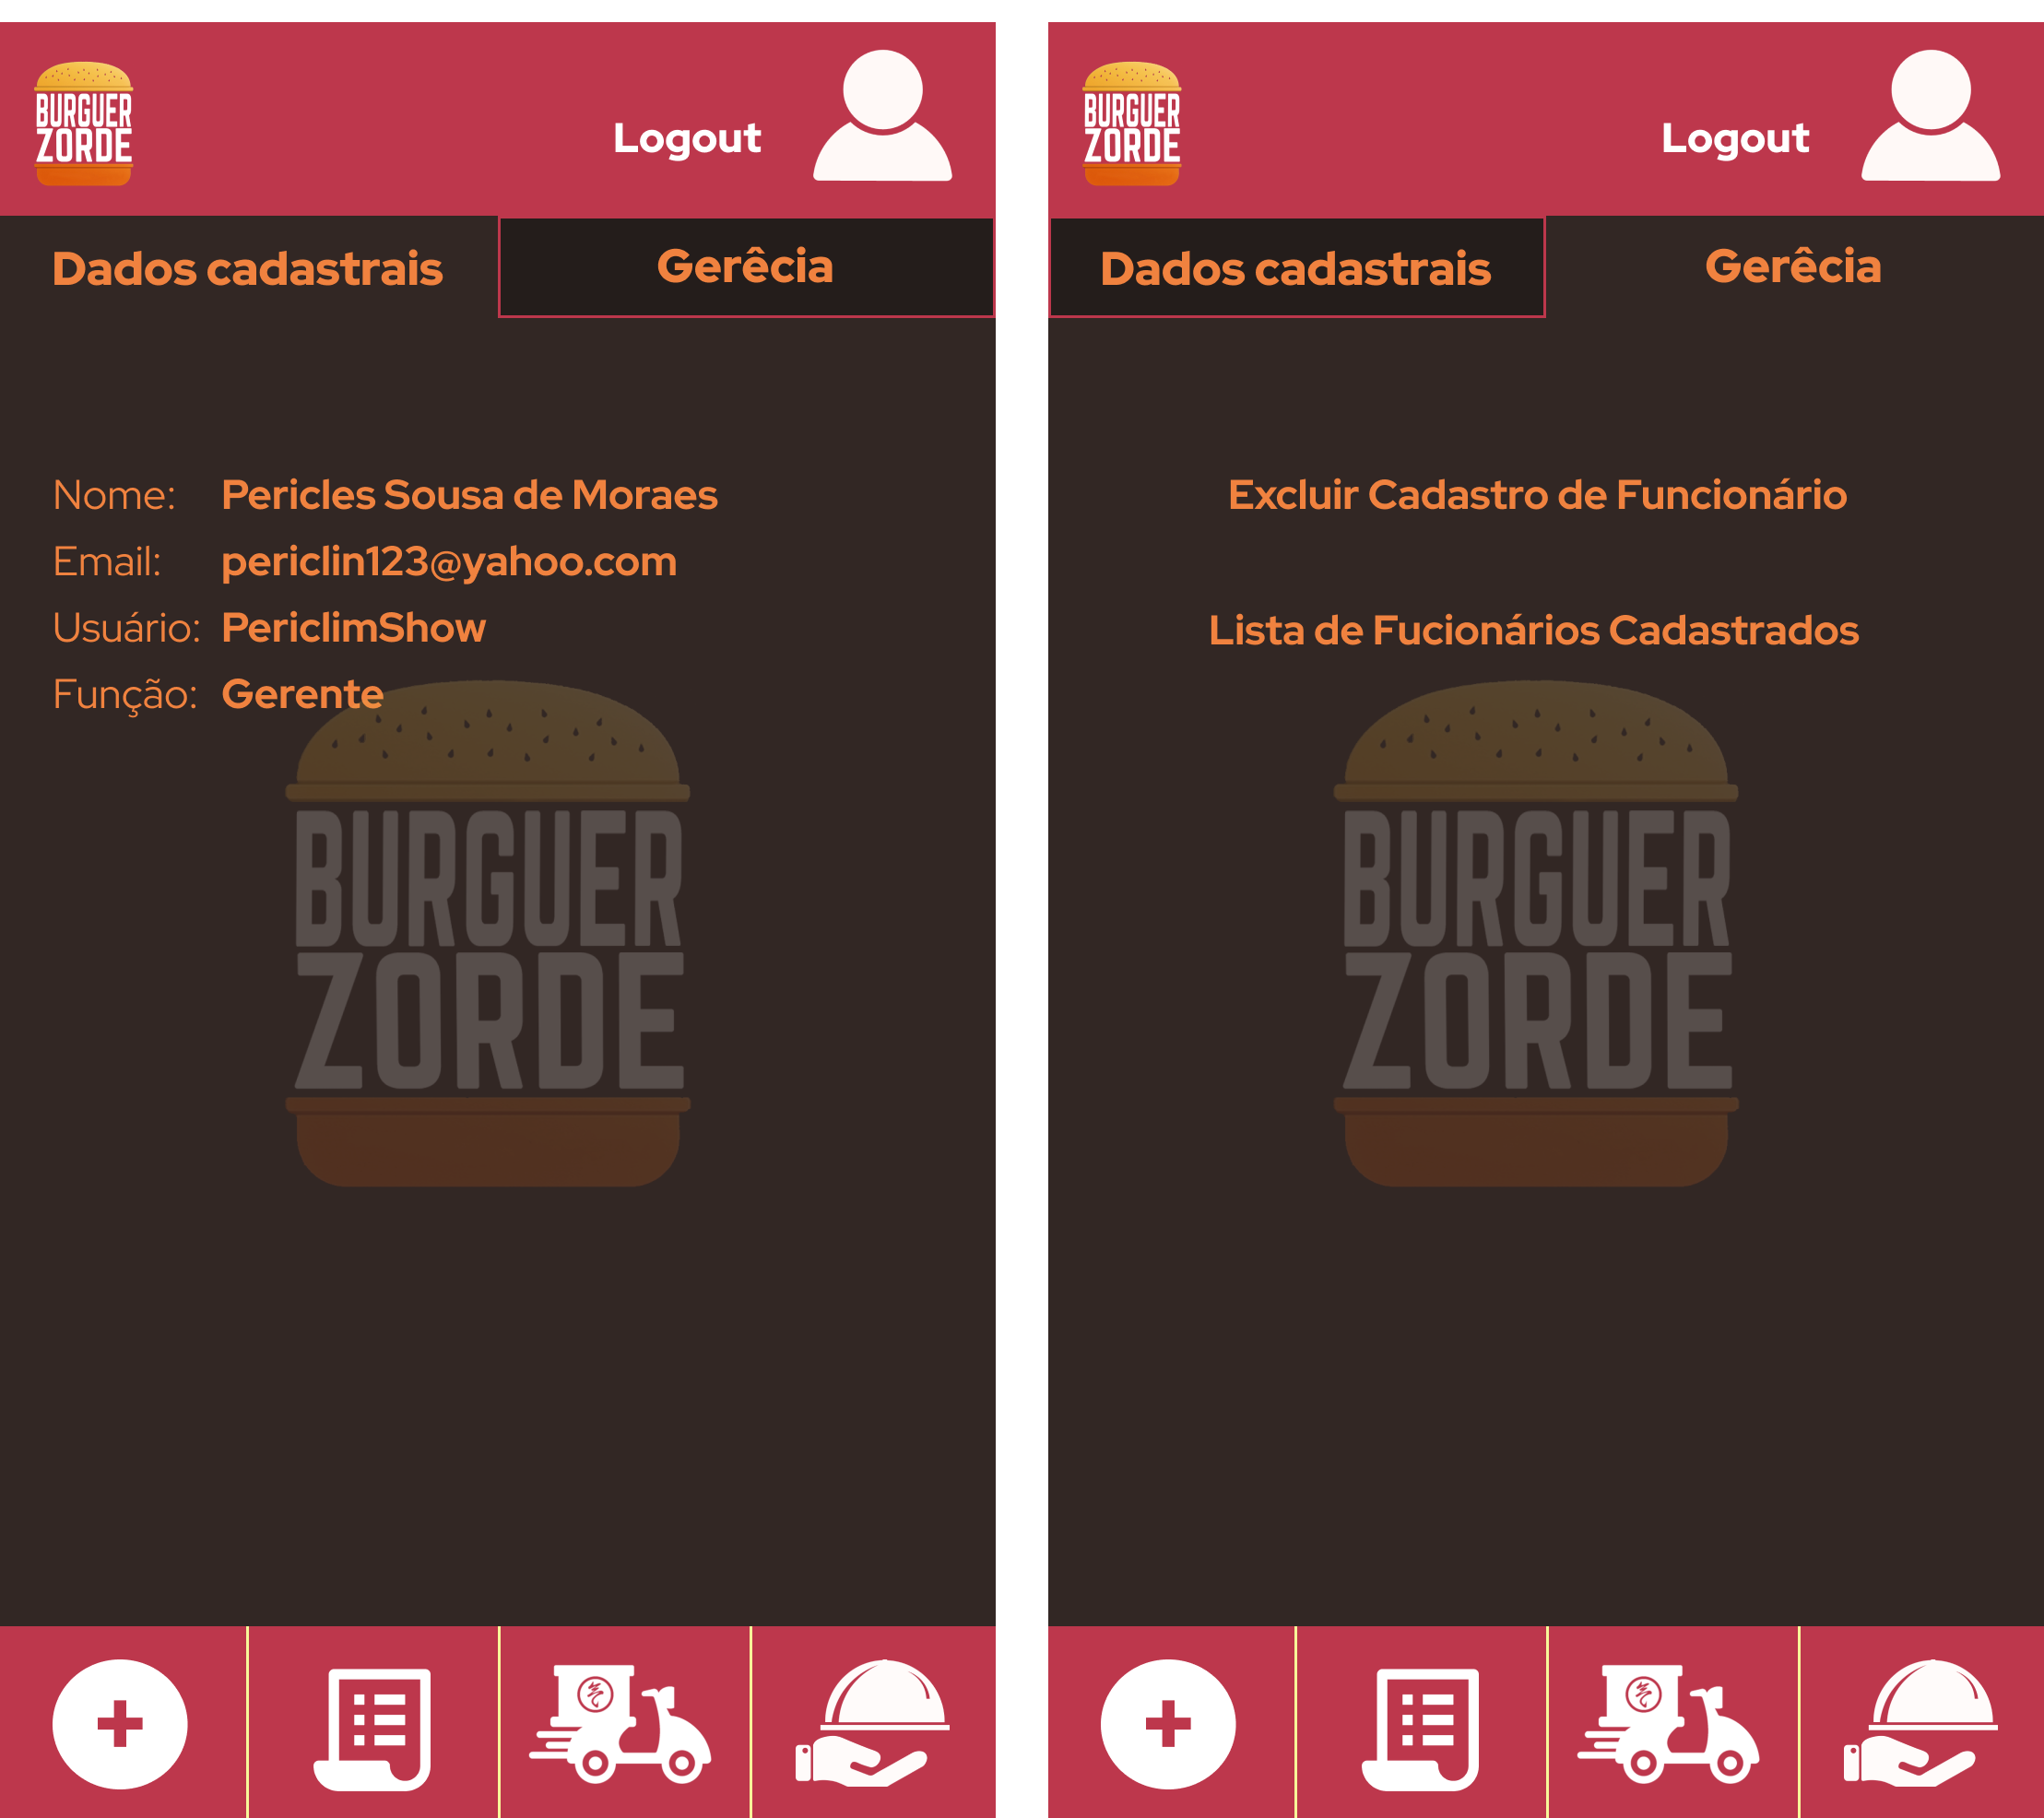 BURGUER
ZORDE
Logout
Dados cadastrais
Gerêcia
Nome: Pericles Sousa de Moraes
Email: periclin123@yahoo.com
Usuário: PericlimShow
Função: Gerente
BURGUER
ZORDE
BURGUER
ZORDE
Logout
Dados cadastrais
Gerêcia
Excluir Cadastro de Funcionário
Lista de Fucionários Cadastrados
BURGUER
ZORDE